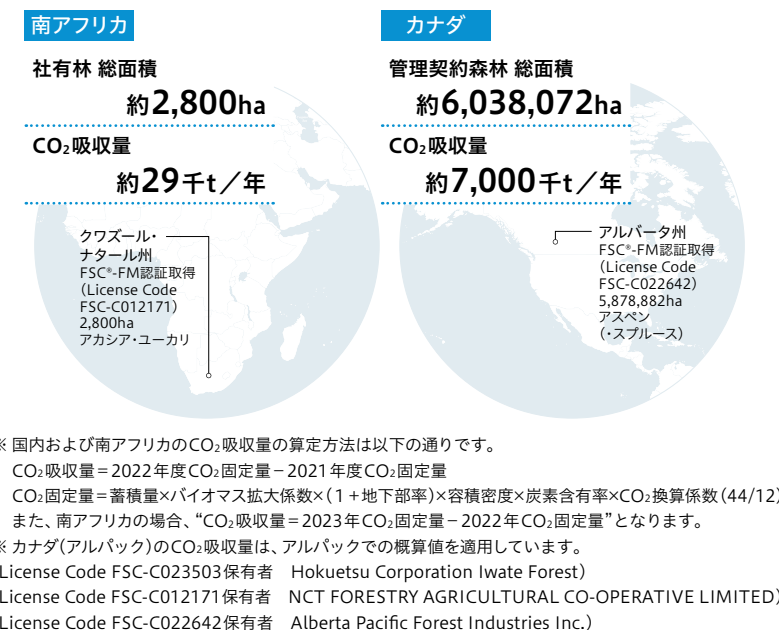 南アフリカ
社有林 総面積
約2,800ha
CO₂吸収量
約29千t／年
クワズール・
ナタール州
FSC®-FM認証取得
（License Code
FSC-C012171）
2,800ha
アカシア・ユーカリ
カナダ
管理契約森林 総面積
約6,038,072ha
CO₂吸収量
約7,000千t／年
アルバータ州
FSC®-FM認証取得
（License Code
FSC-C022642）
5,878,882ha
アスペン
（・スプルース）
※ 国内および南アフリカのCO₂吸収量の算定方法は以下の通りです。
CO₂吸収量＝2022年度CO₂固定量－2021年度CO₂固定量
CO₂固定量＝蓄積量×バイオマス拡大係数×（1＋地下部率）×容積密度×炭素含有率×CO₂換算係数（44/12）
また、南アフリカの場合、“CO₂吸収量＝2023年CO₂固定量－2022年CO₂固定量”となります。
※ カナダ（アルパック）のCO₂吸収量は、アルパックでの概算値を適用しています。
License Code FSC-C023503保有者　Hokuetsu Corporation Iwate Forest）
License Code FSC-C012171保有者　NCT FORESTRY AGRICULTURAL CO-OPERATIVE LIMITED）
License Code FSC-C022642保有者　Alberta Pacific Forest Industries Inc.）